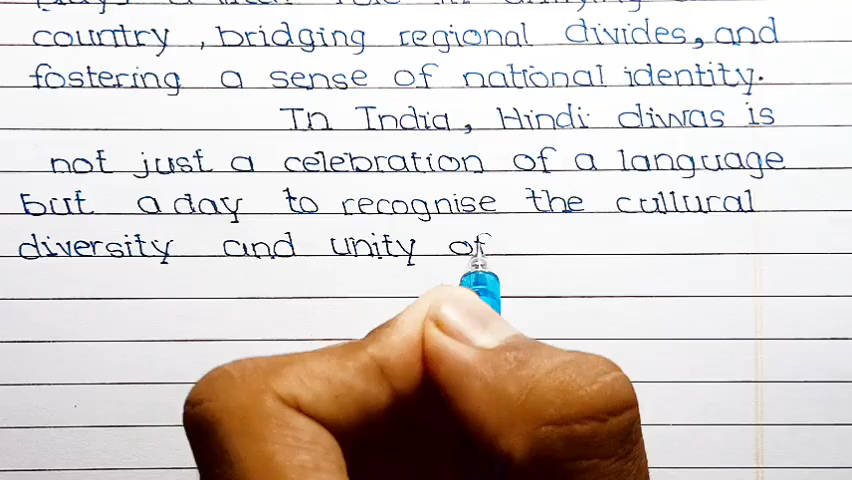 country, bridging regional divides, and
fostering a sense of national identity.
In India, Hindi diwas is
not just a celebration of a language
but a day to recognise the cullural
diversity and unity of